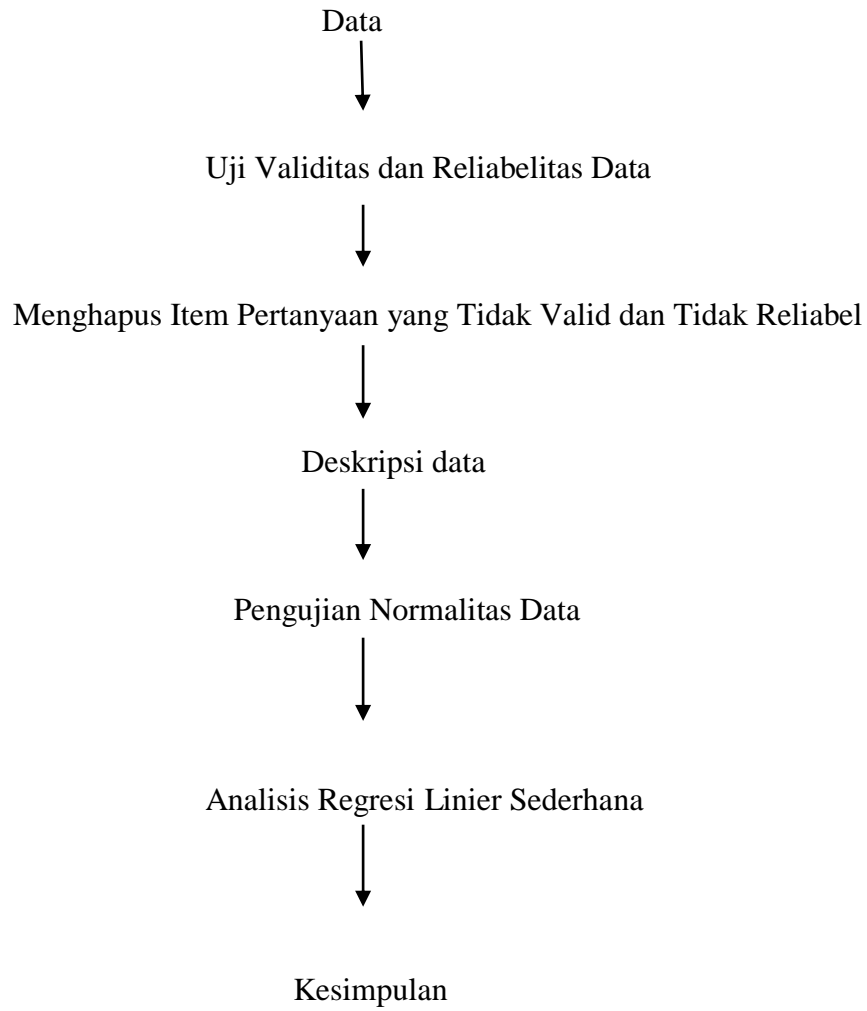 Data
Uji Validitas dan Reliabelitas Data
Menghapus Item Pertanyaan yang Tidak Valid dan Tidak Reliabel
Deskripsi data
Pengujian Normalitas Data
Analisis Regresi Linier Sederhana
Kesimpulan